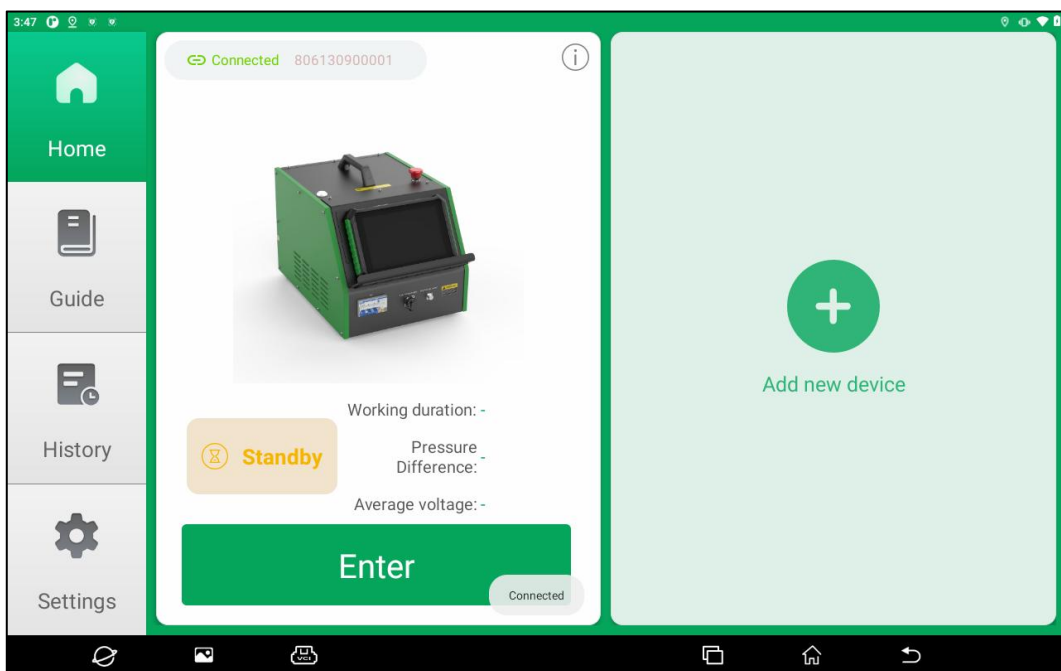 3:47
Connected 806130900001
Home
Guide
History
Settings
Working duration: -
Pressure
Difference: -
Standby
Average voltage: -
Enter
Connected
Add new device
VCI